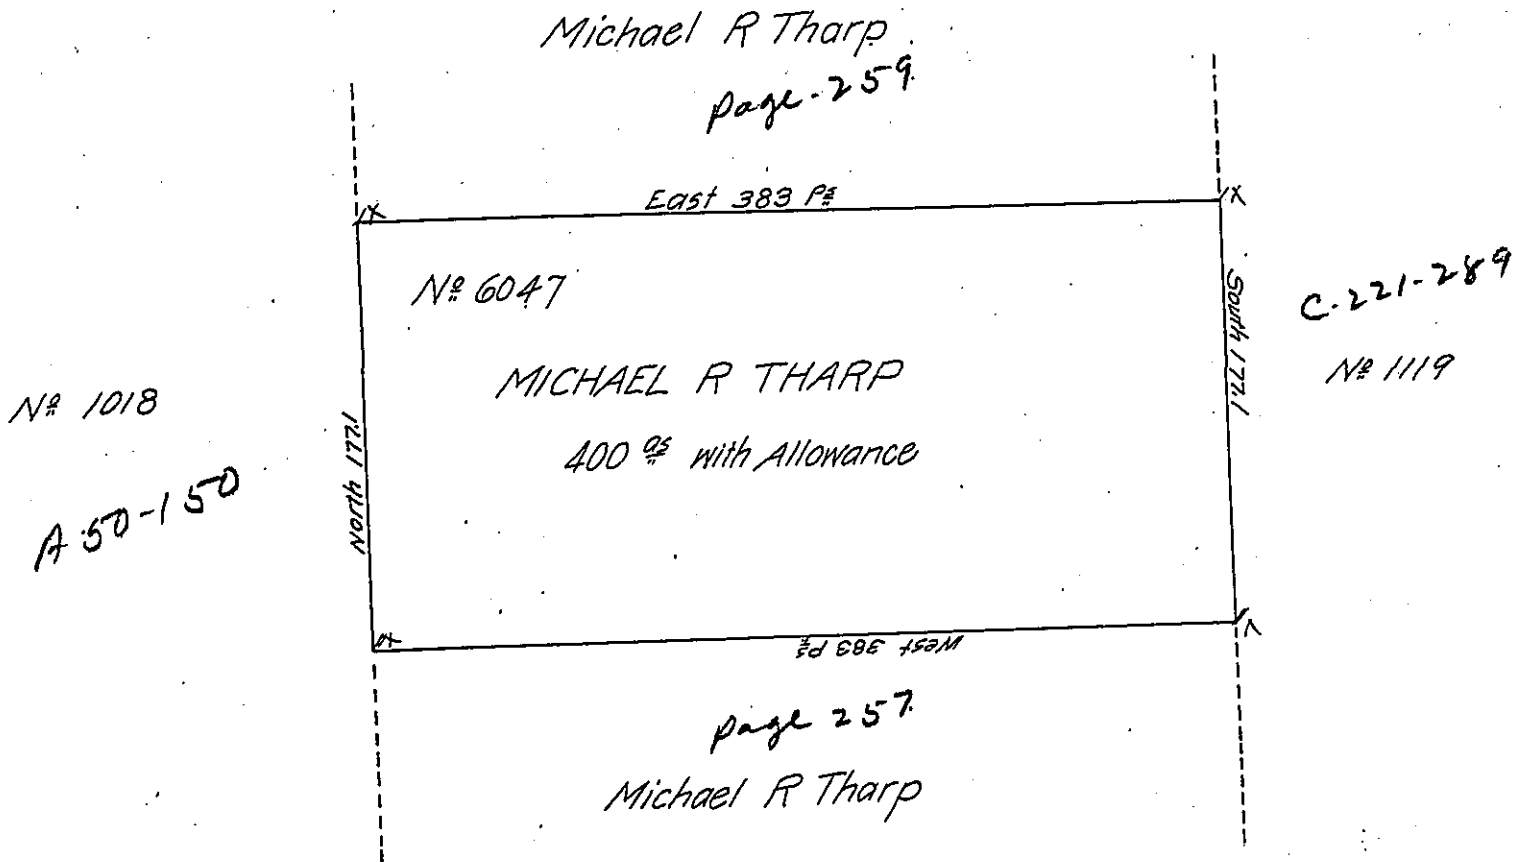 Michael R Tharp
page-259
East 383 Ps
Nº 6047
South 177.1
C-221-289
Nº 1119
MICHAEL R THARP
400 as with Allowance
Nº 1018
A-50-150
North 177.1
West 383 Ps
page 257
Michael R Tharp